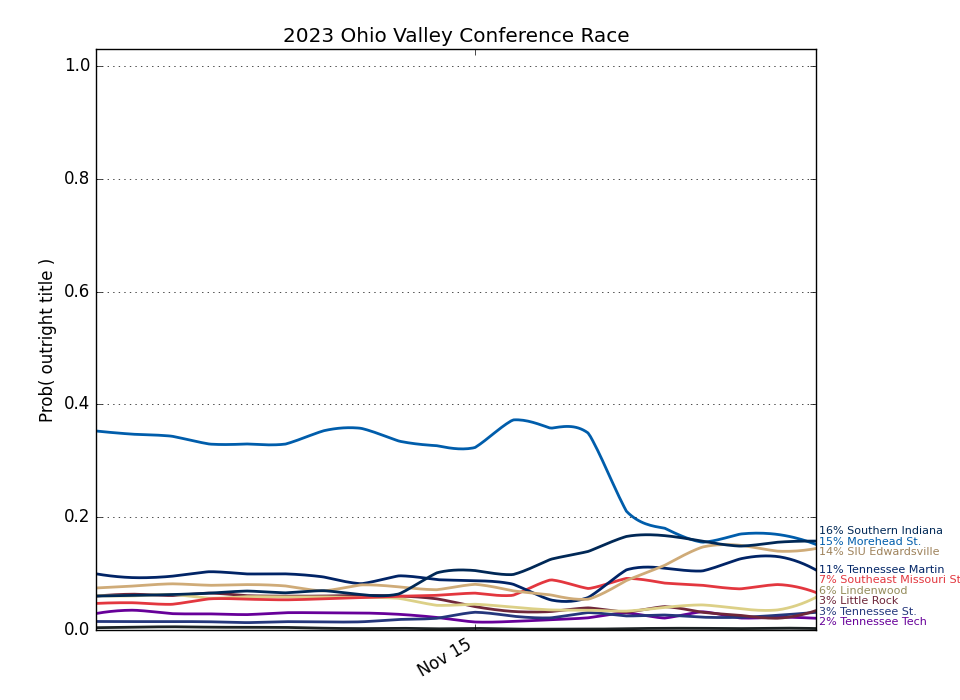 2023 Ohio Valley Conference Race
1.0
0.8
0.6
0.4
0.2
0.0
Prob( outright title )
Nov 15
16% Southern Indiana
15% Morehead St.
14% SIU Edwardsville
11% Tennessee Martin
7% Southeast Missouri St
6% Lindenwood
3% Little Rock
3% Tennessee St.
2% Tennessee Tech